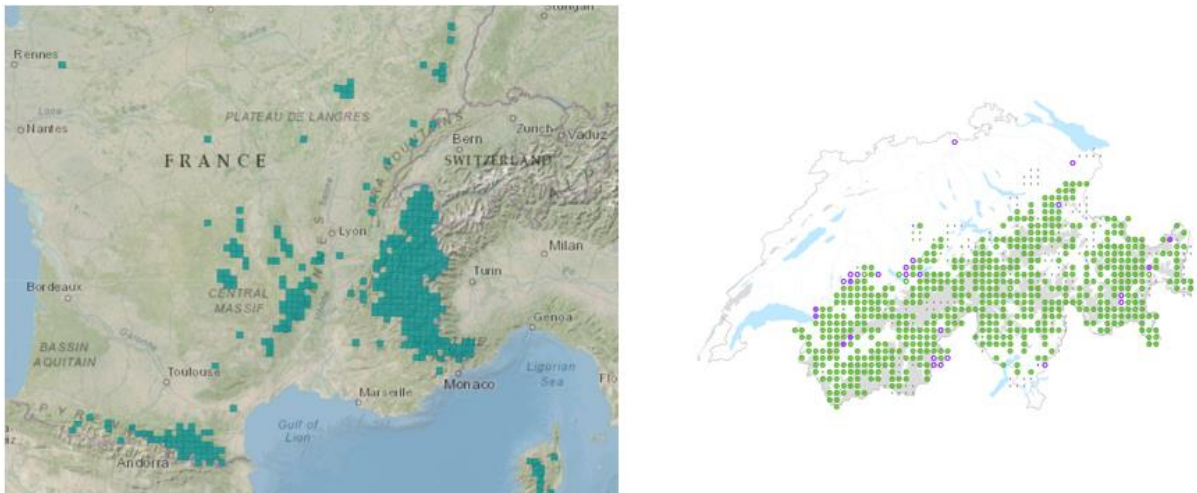 Stuttgart
Rennes
PLATEAU DE LANGRES
Nantes
Zurich
Vaduz
Bern
FRANCE
SWITZERLAND
Lyon
Milan
Turin
Bordeaux
CENTRAL
MASSIF
Genoa
BASSIN
AQUITAIN
Toulouse
Monaco
Ligorian
Sea
Marseille
Gulf of
Lion
Andorra